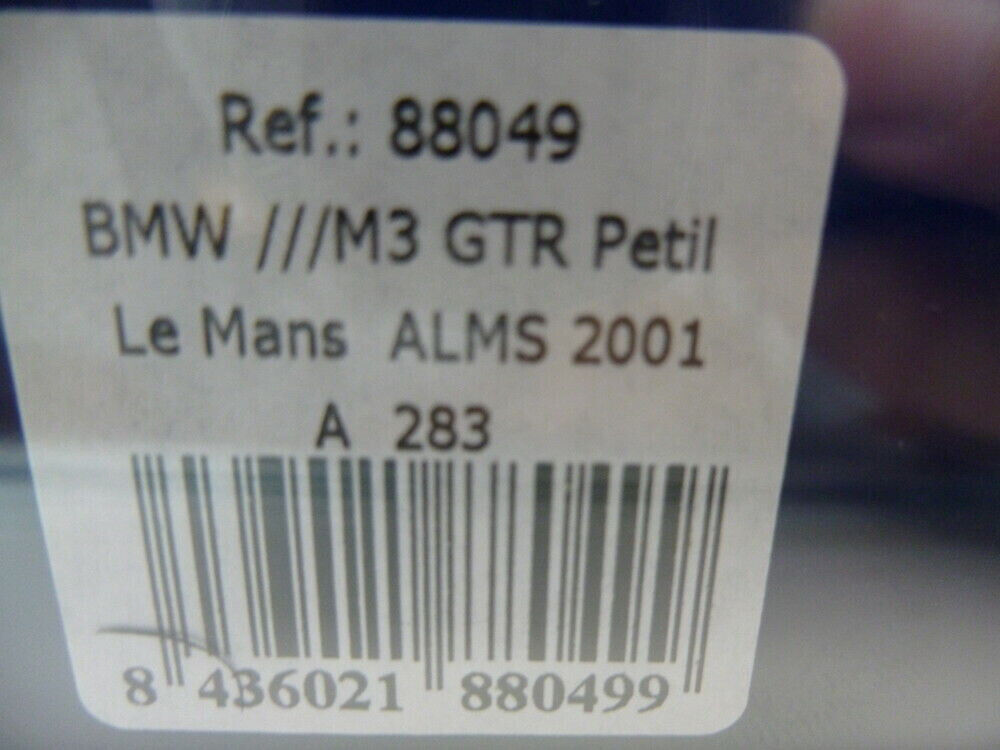 Ref.: 88049
BMW ///M3 GTR Petil
Le Mans ALMS 2001
A 283
8 436021 880499